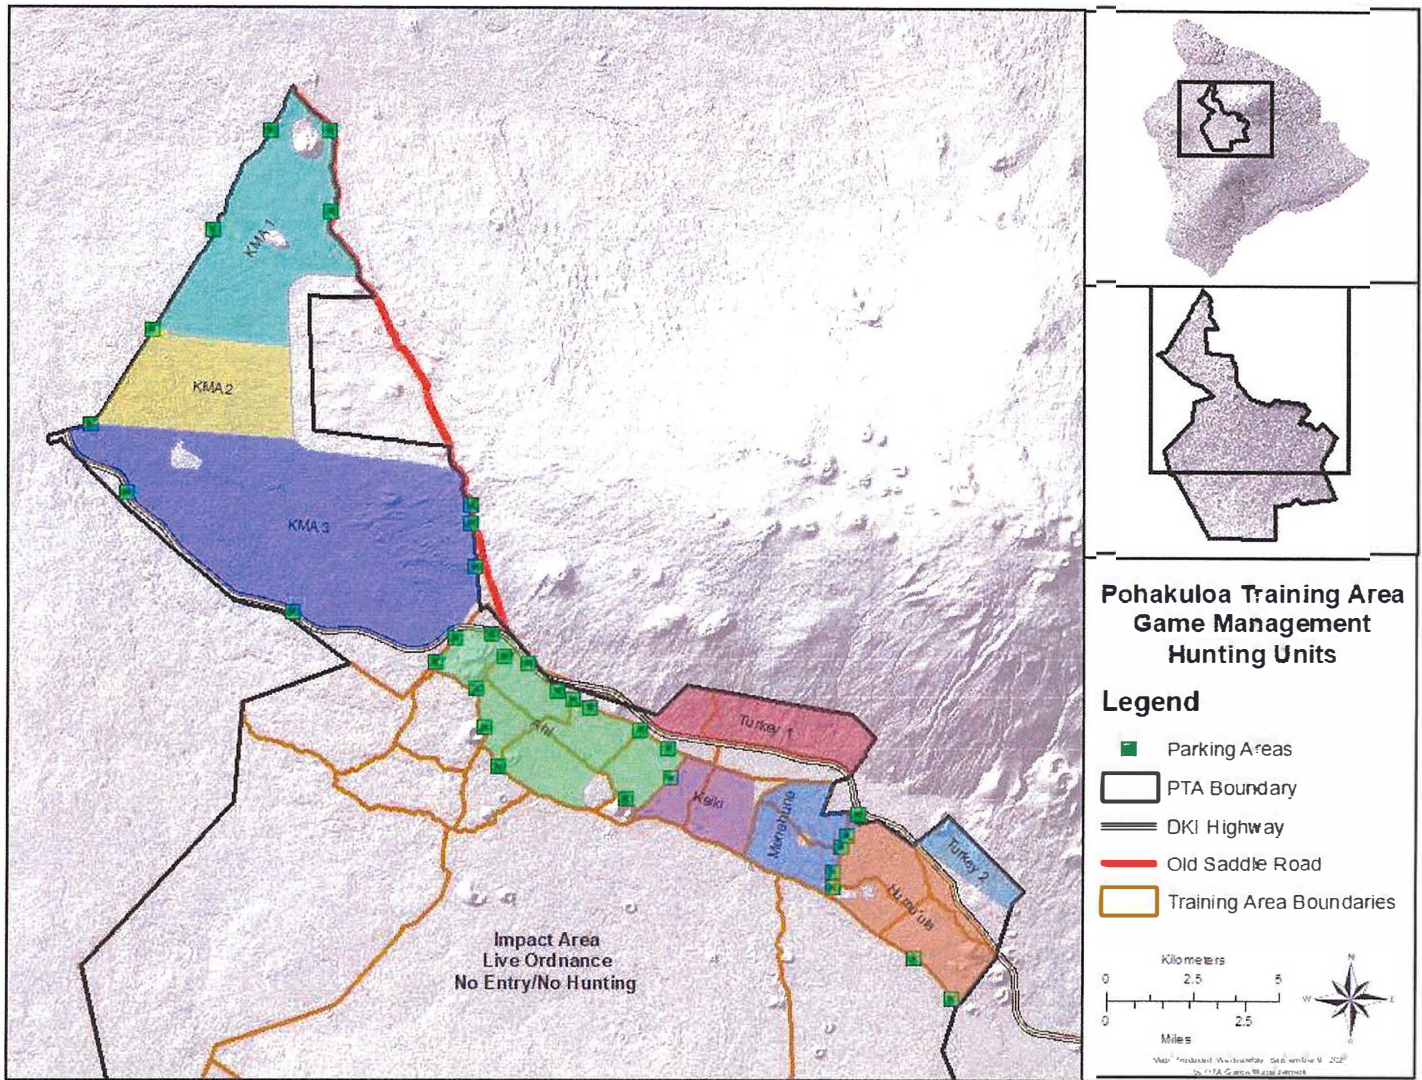 KMA 1
KMA 2
KMA 3
Ahi
Turkey 1
Keiki
Menehune
Turkey 2
Humu'ula
Impact Area
Live Ordnance
No Entry/No Hunting
Pohakuloa Training Area
Game Management
Hunting Units
Legend
Parking Areas
PTA Boundary
DKI Highway
Old Saddle Road
Training Area Boundaries
Kilometers
0 2.5 5
0 2.5
Miles
N
W E
S